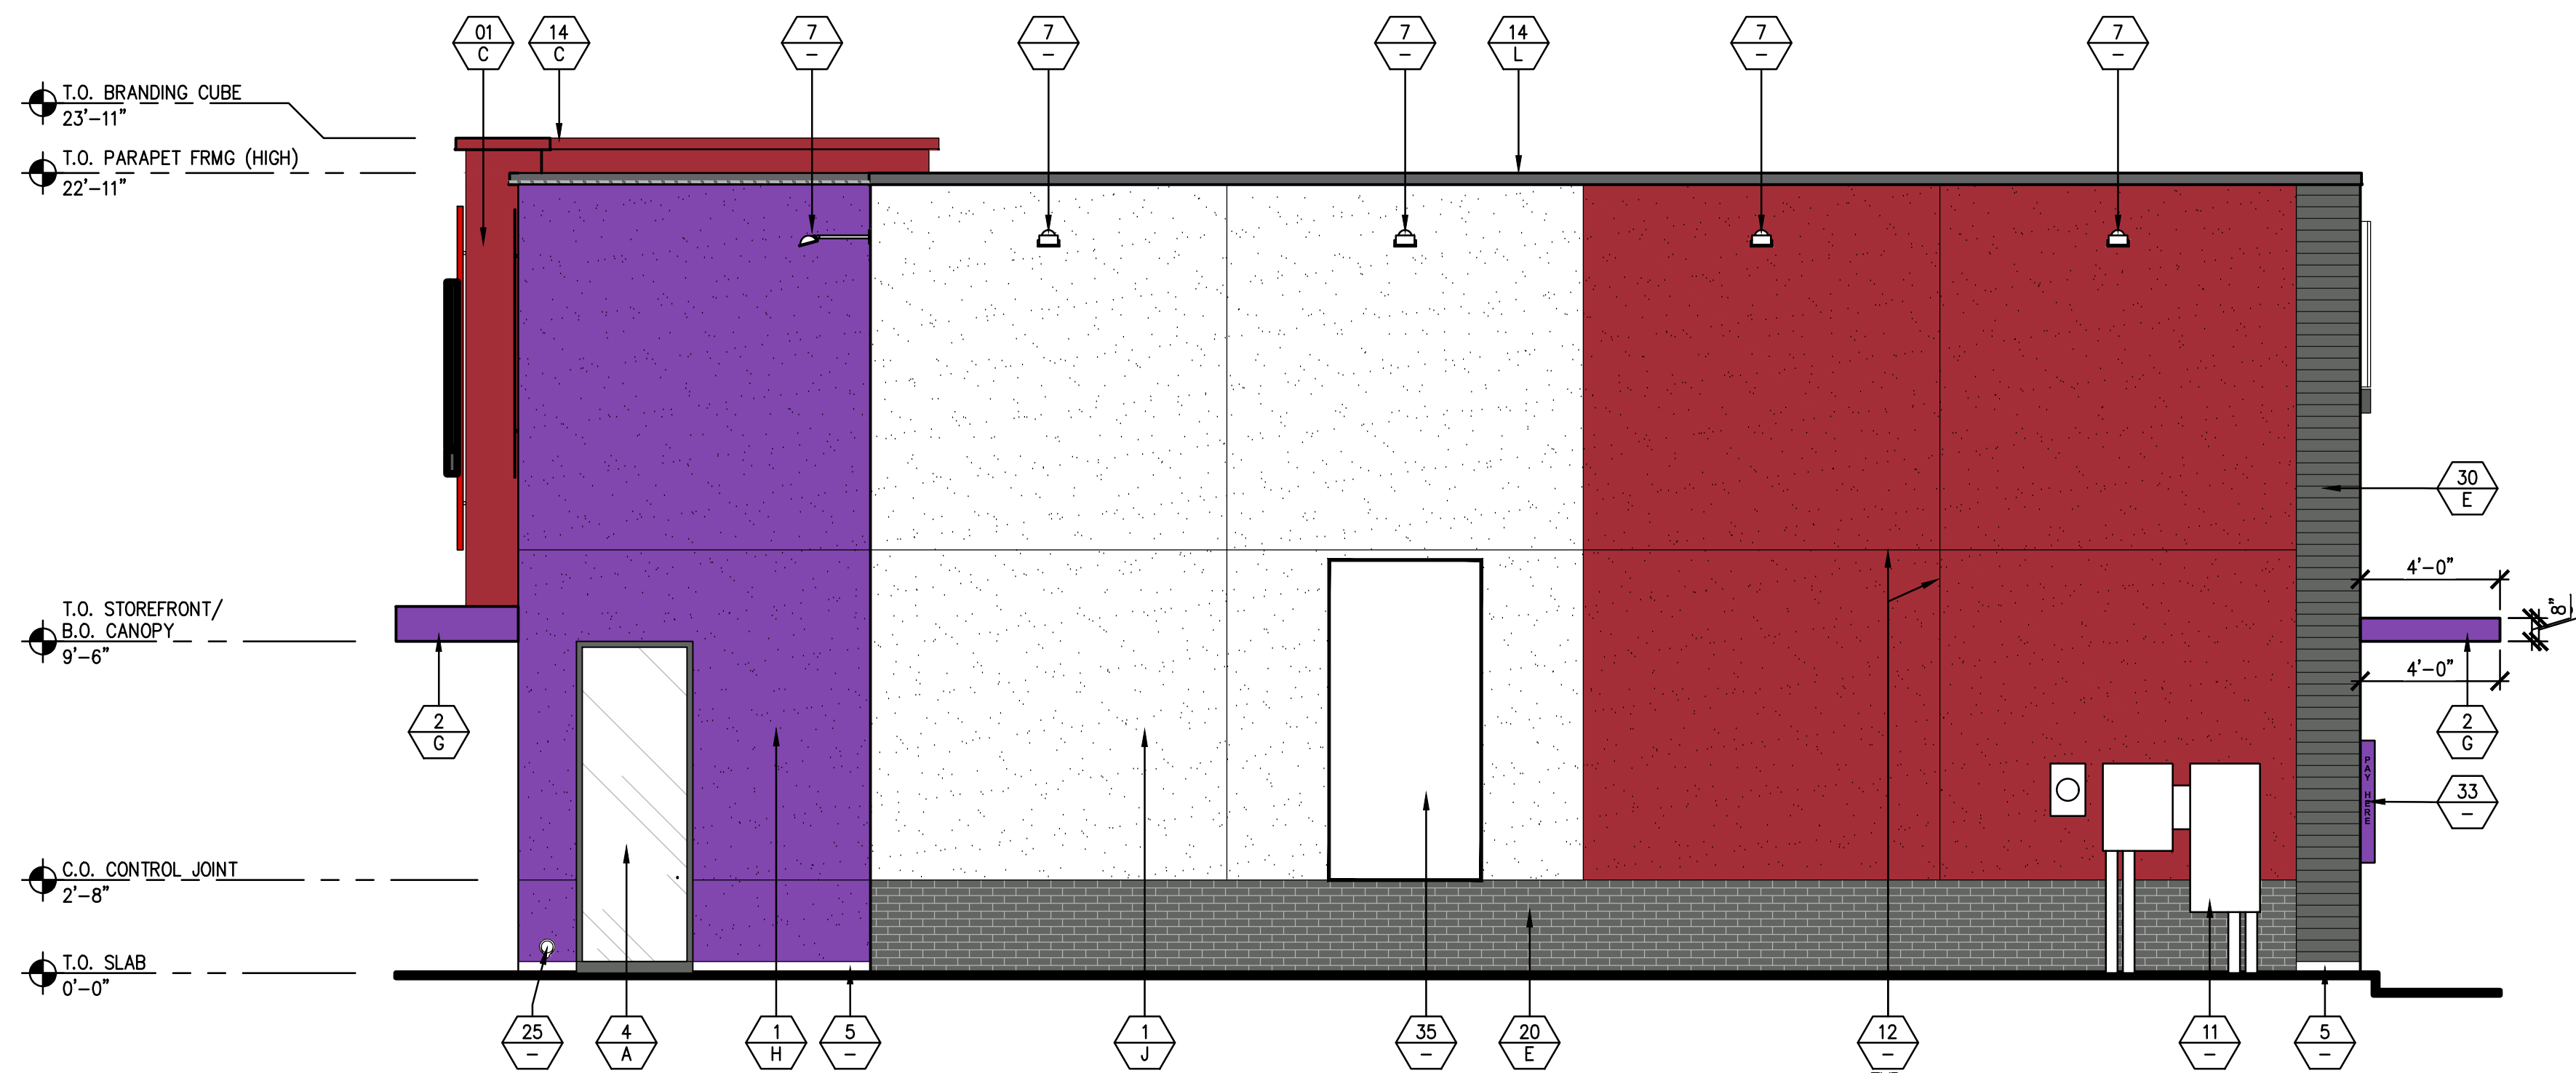 01
C
14
C
7
–
7
–
7
–
14
L
7
–
7
–
T.O. BRANDING CUBE
23'-11"
T.O. PARAPET FRMG (HIGH)
22'-11"
30
E
4'-0"
8"
T.O. STOREFRONT/
B.O. CANOPY
9'-6"
4'-0"
2
G
2
G
PAY HERE
33
–
C.O. CONTROL JOINT
2'-8"
T.O. SLAB
0'-0"
25
–
4
A
1
H
5
–
1
J
35
–
20
E
12
–
11
–
5
–